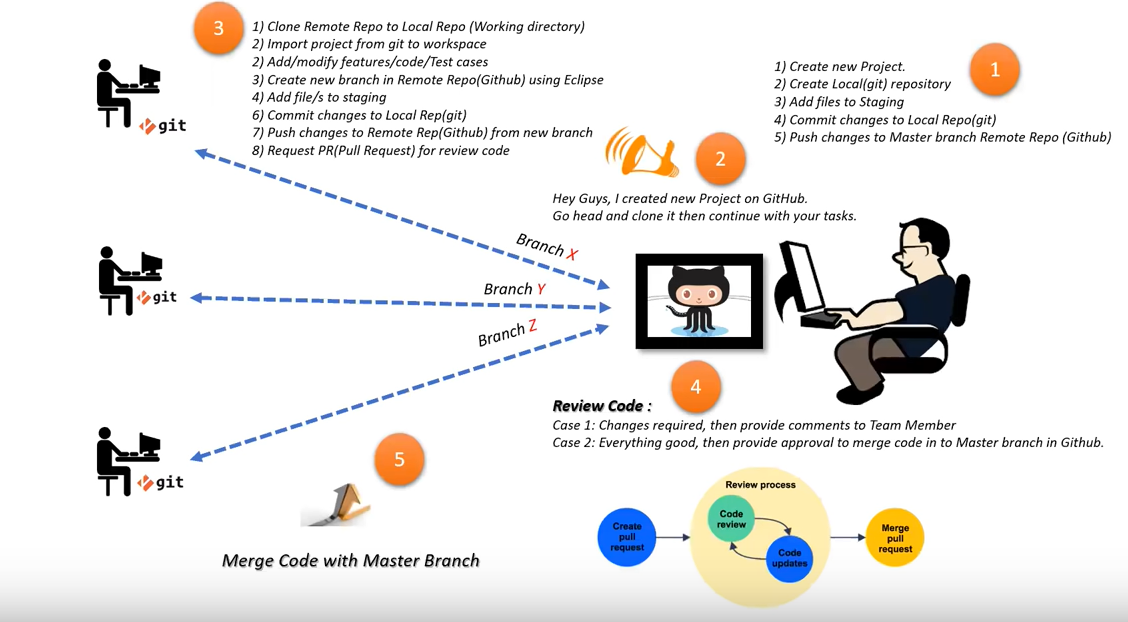 3
1) Clone Remote Repo to Local Repo (Working directory)
2) Import project from git to workspace
2) Add/modify features/code/Test cases
3) Create new branch in Remote Repo(Github) using Eclipse
4) Add file/s to staging
6) Commit changes to Local Rep(git)
7) Push changes to Remote Rep(Github) from new branch
8) Request PR(Pull Request) for review code
1
1) Create new Project.
2) Create Local(git) repository
3) Add files to Staging
4) Commit changes to Local Repo(git)
5) Push changes to Master branch Remote Repo (Github)
git
2
Hey Guys, I created new Project on GitHub.
Go head and clone it then continue with your tasks.
Branch X
git
Branch Y
Branch Z
4
Review Code :
Case 1: Changes required, then provide comments to Team Member
Case 2: Everything good, then provide approval to merge code in to Master branch in Github.
git
5
Merge Code with Master Branch
Review process
Create
pull
request
Code
review
Code
updates
Merge
pull
request